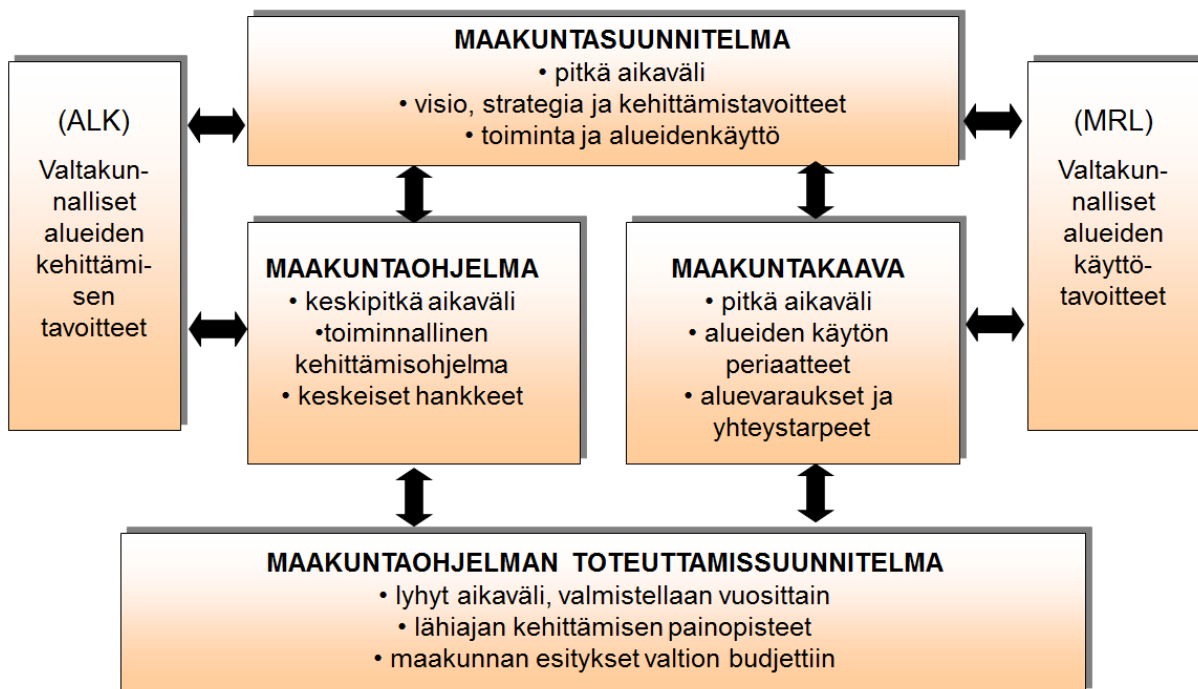 MAAKUNTASUUNNITELMA
• pitkä aikaväli
• visio, strategia ja kehittämistavoitteet
• toiminta ja alueidenkäyttö
(ALK)
Valtakun-
nalliset
alueiden
kehittämi-
sen
tavoitteet
(MRL)
Valtakun-
nalliset
alueiden
käyttö-
tavoitteet
MAAKUNTAOHJELMA
• keskipitkä aikaväli
•toiminnallinen
kehittämisohjelma
• keskeiset hankkeet
MAAKUNTAKAAVA
• pitkä aikaväli
• alueiden käytön
periaatteet
• aluevaraukset ja
yhteystarpeet
MAAKUNTAOHJELMAN TOTEUTTAMISSUUNNITELMA
• lyhyt aikaväli, valmistellaan vuosittain
• lähiajan kehittämisen painopisteet
• maakunnan esitykset valtion budjettiin